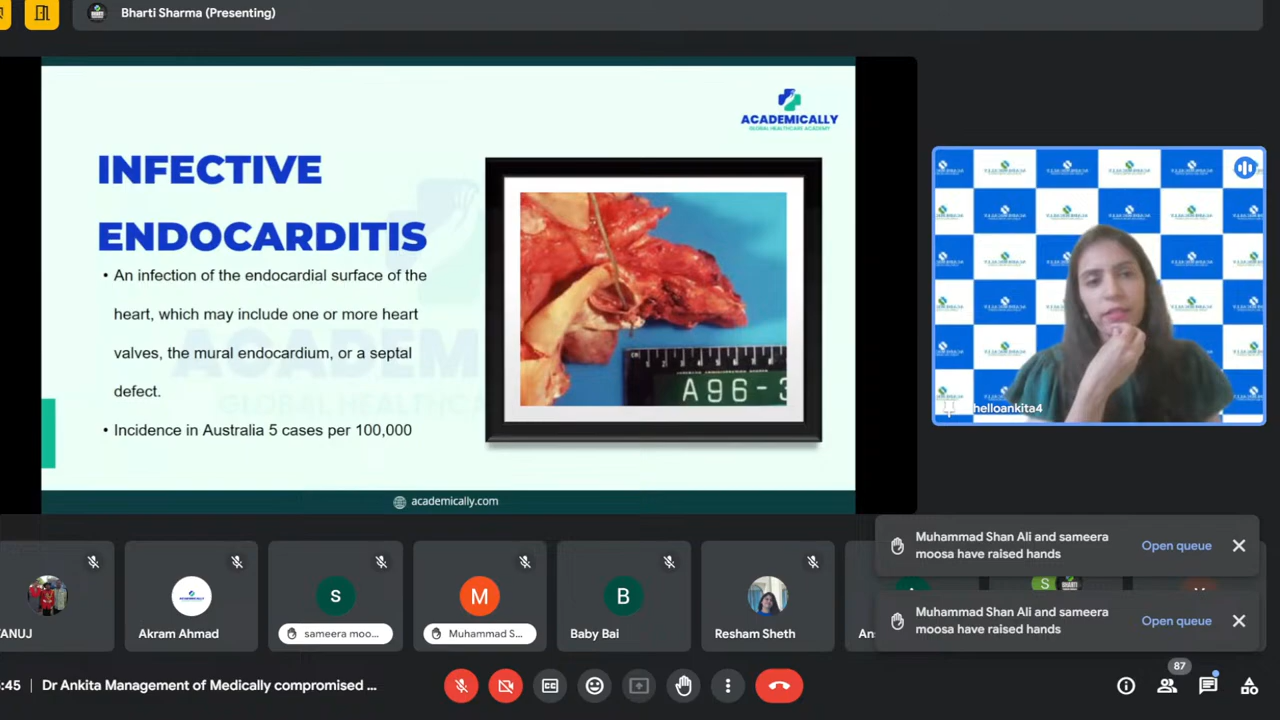 Bharti Sharma (Presenting)
ACADEMICALLY
GLOBAL HEALTHCARE ACADEMY
INFECTIVE
ENDOCARDITIS
• An infection of the endocardial surface of the
heart, which may include one or more heart
valves, the mural endocardium, or a septal
defect.
• Incidence in Australia 5 cases per 100,000
A96-3
academically.com
helloankita4
Muhammad Shan Ali and sameera
moosa have raised hands
Open queue
Muhammad Shan Ali and sameera
moosa have raised hands
Open queue
S
M
B
S
ANUJ
Akram Ahmad
sameera moo...
Muhammad S...
Baby Bai
Resham Sheth
An
:45 | Dr Ankita Management of Medically compromised ...
87